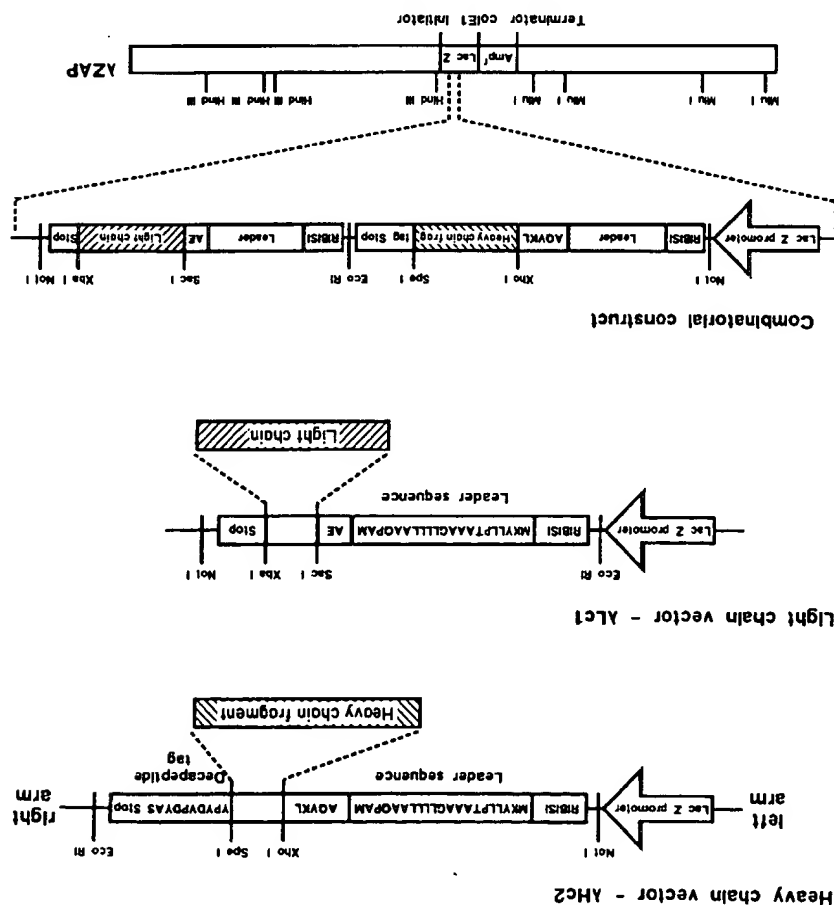 Heavy chain vector - λHc2
Not I
Xho I
Spe I
Eco RI
left
arm
Lac Z promoter
RIBISI
MKYLLPTAAAGLLLLAAQPAM
AQVKL
YPYDVPDYAS Stop
right
arm
Leader sequence
Decapeptide
tag
Heavy chain fragment
Light chain vector - λLc1
Eco RI
Sac I
Xba I
Not I
Lac Z promoter
RIBISI
MKYLLPTAAAGLLLLAAQPAM
AE
Stop
Leader sequence
Light chain
Combinatorial construct
Not I
Xho I
Spe I
Eco RI
Sac I
Xba I
Not I
Lac Z promoter
RIBISI
Leader
AQVKL
Heavy chain frag
tag Stop
RIBISI
Leader
AE
Light chain
Stop
Mlu I
Mlu I
Mlu I
Mlu I
Hind III
Hind III
Hind III
Hind III
Amp r
Lac Z
λZAP
Terminator colE1 Initiator